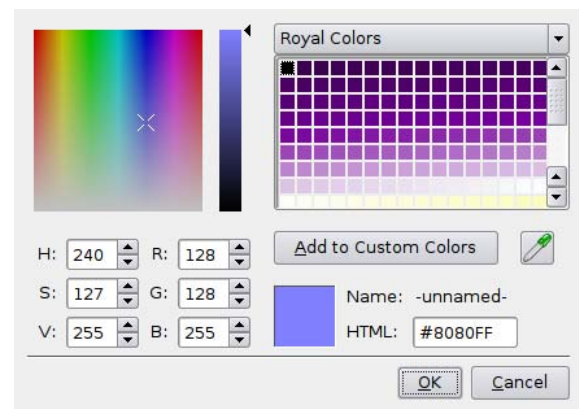 Royal Colors
H: 240 R: 128
S: 127 G: 128
V: 255 B: 255
Add to Custom Colors
Name: -unnamed-
HTML: #8080FF
OK Cancel